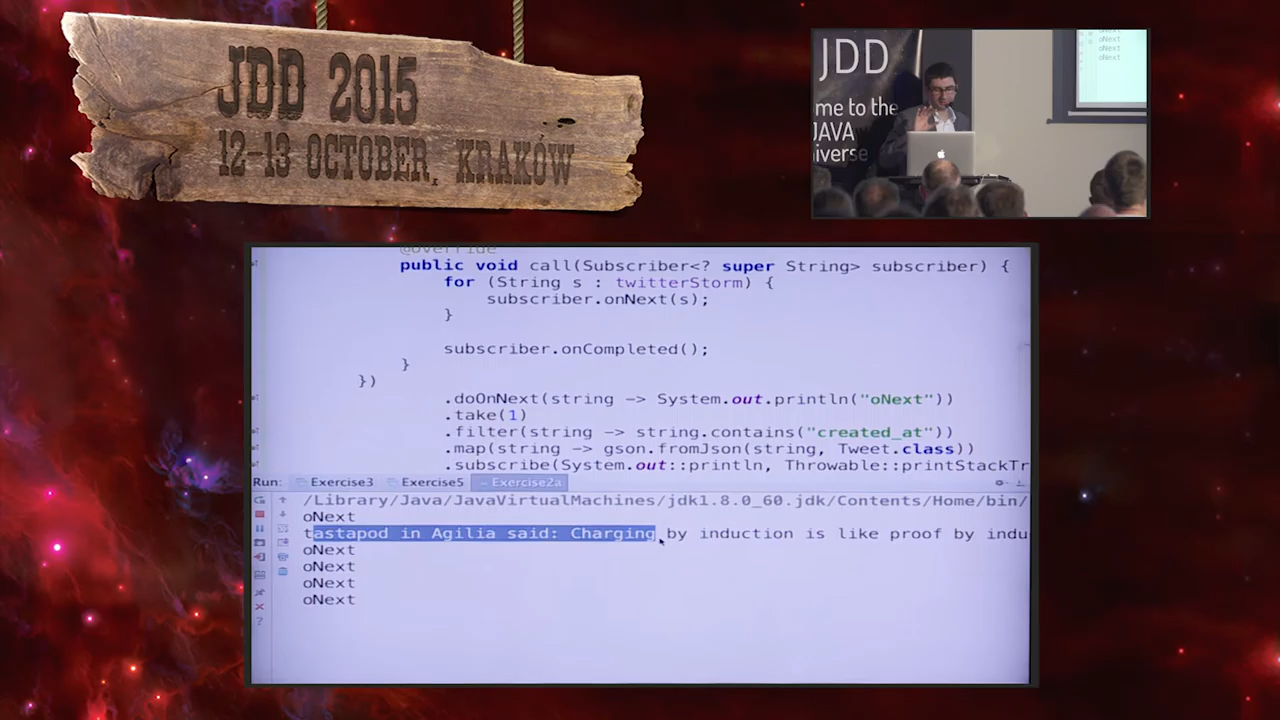 JDD 2015
12-13 OCTOBER, KRAKÓW
JDD
me to the
JAVA
iverse
oNext
oNext
oNext
@Override
public void call(Subscriber<? super String> subscriber) {
for (String s : twitterStorm) {
subscriber.onNext(s);
}
subscriber.onCompleted();
}
})
.doOnNext(string -> System.out.println("oNext"))
.take(1)
.filter(string -> string.contains("created_at"))
.map(string -> gson.fromJson(string, Tweet.class))
.subscribe(System.out::println, Throwable::printStackTr
Run: Exercise3 Exercise5 Exercise2a
/Library/Java/JavaVirtualMachines/jdk1.8.0_60.jdk/Contents/Home/bin/
oNext
tastapod in Agilia said: Charging by induction is like proof by indu
oNext
oNext
oNext
oNext